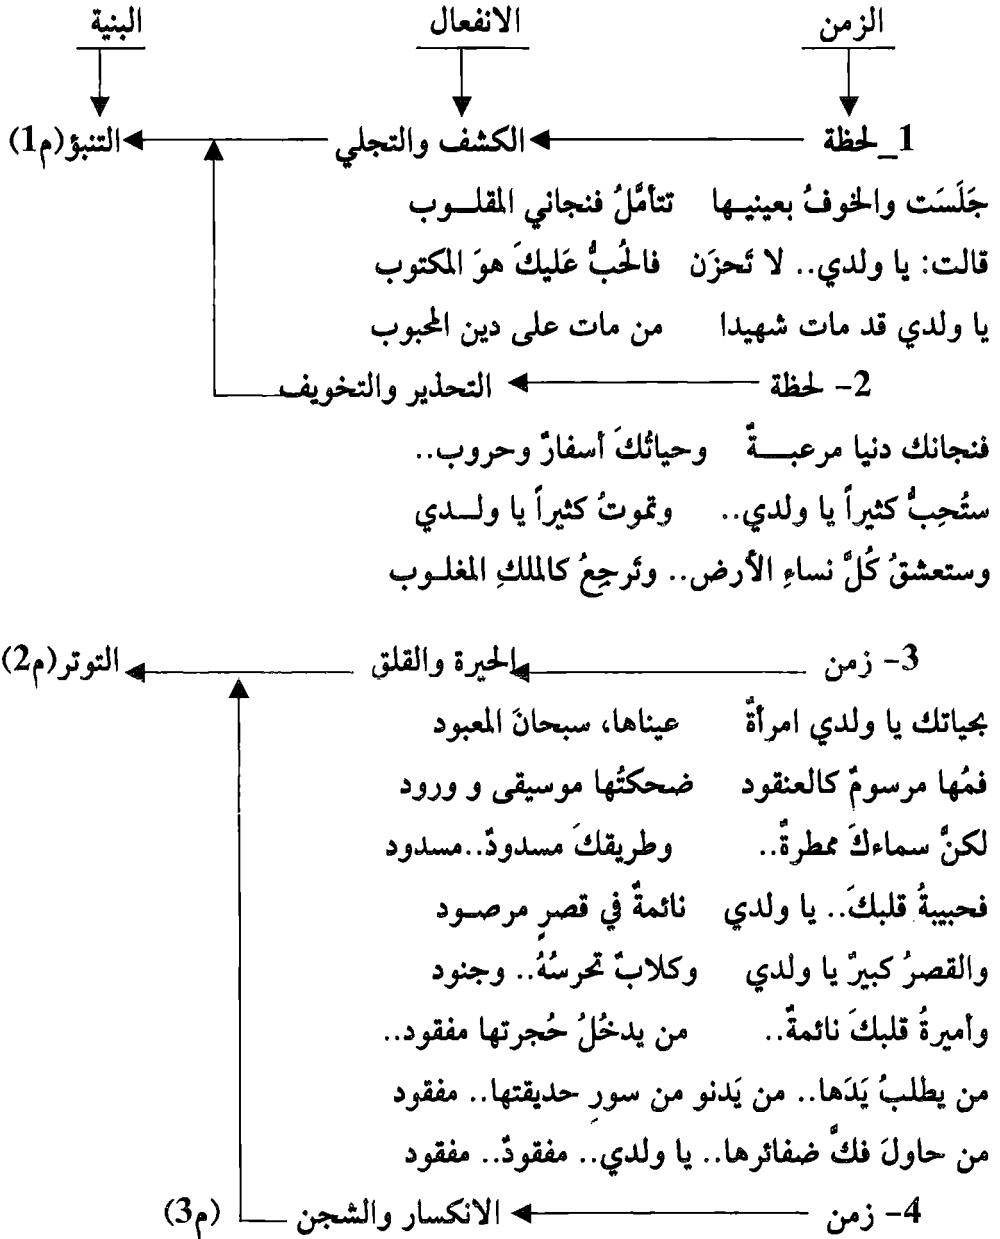 الزمن الانفعال البنية
1_لحظة الكشف والتجلي التنبؤ(م1)
جَلَسَت والخوفُ بعينيـها تتأمَّلُ فنجاني المقلـوب
قالت: يا ولدي.. لا تَحزَن فالحُبُّ عَليكَ هوَ المكتوب
يا ولدي قد مات شهيدا من مات على دين المحبوب
2- لحظة التحذير والتخويف
فنجانك دنيا مرعبـــةٌ وحياتُكَ أسفارٌ وحروب..
ستُحِبُّ كثيراً يا ولدي.. وتموتُ كثيراً يا ولـدي
وستعشقُ كُلَّ نساءِ الأرض.. وتَرجِعُ كالملكِ المغلـوب
3- زمن الحيرة والقلق التوتر(م2)
بحياتك يا ولدي امرأةٌ عيناها، سبحانَ المعبود
فمُها مرسومٌ كالعنقود ضحكتُها موسيقى و ورود
لكنَّ سماءكَ ممطرةٌ.. وطريقكَ مسدودٌ..مسدود
فحبيبةُ قلبكَ.. يا ولدي نائمةٌ في قصرٍ مرصـود
والقصرُ كبيرٌ يا ولدي وكلابٌ تحرسُهُ.. وجنود
وأميرةُ قلبكَ نائمةٌ.. من يدخُلُ حُجرتها مفقود..
من يطلبُ يَدَها.. من يَدنو من سورِ حديقتها.. مفقود
من حاولَ فكَّ ضفائرها.. يا ولدي.. مفقودٌ.. مفقود
4- زمن الانكسار والشجن (م3)